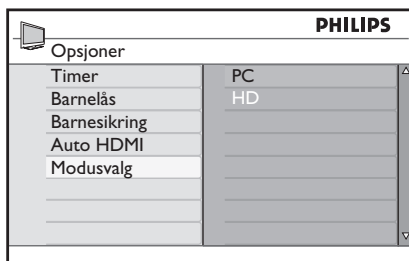 PHILIPS
Opsjoner
Timer
PC
Barnelås
HD
Barnesikring
Auto HDMI
Modusvalg